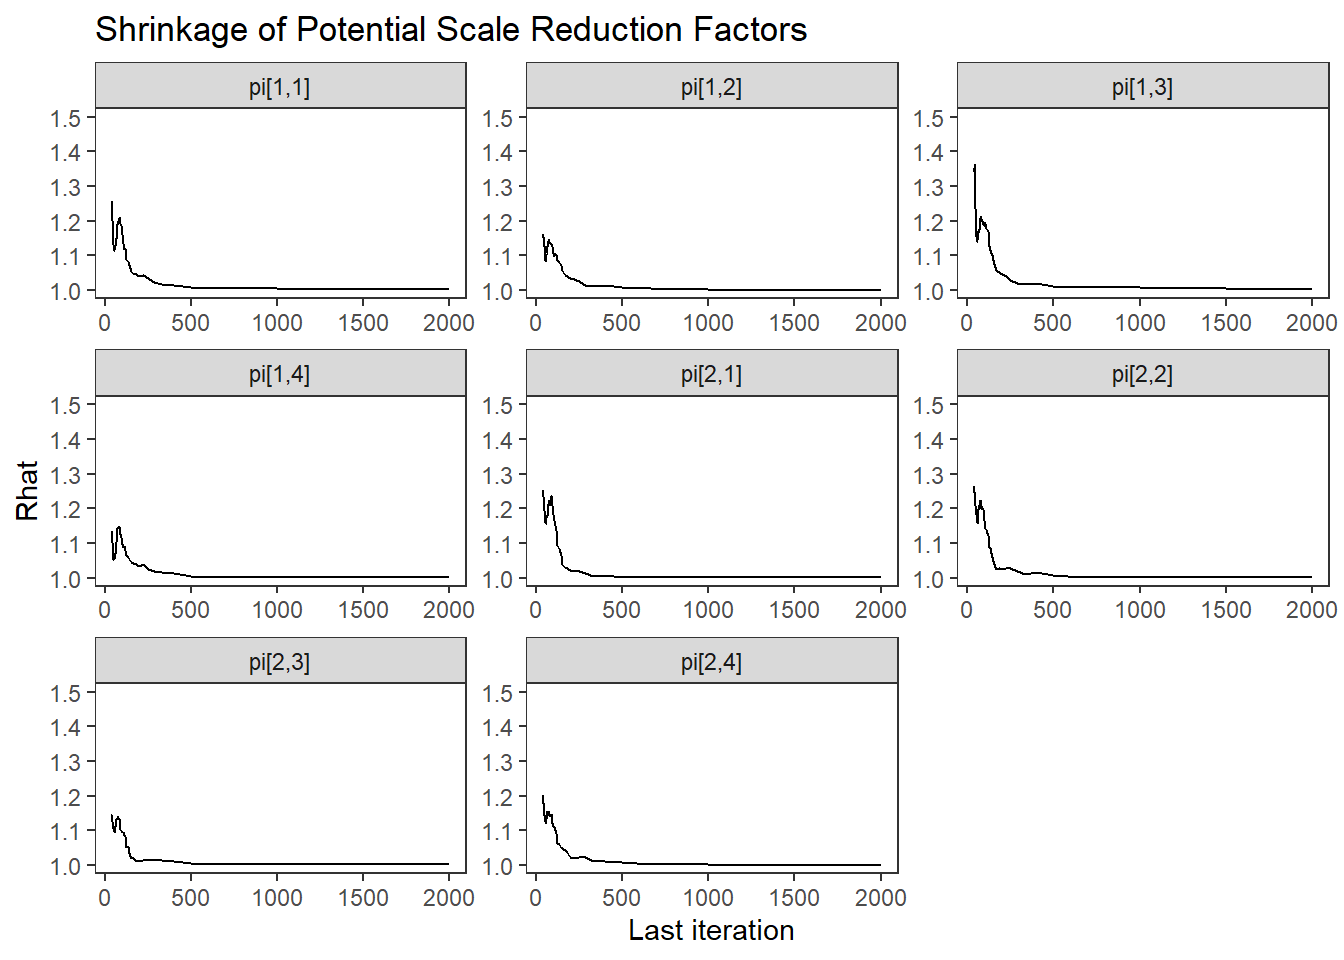 Shrinkage of Potential Scale Reduction Factors
pi[1,1] pi[1,2] pi[1,3]
1.5 1.5 1.5
1.4 1.4 1.4
1.3 1.3 1.3
1.2 1.2 1.2
1.1 1.1 1.1
1.0 1.0 1.0
0 500 1000 1500 2000 0 500 1000 1500 2000 0 500 1000 1500 2000
pi[1,4] pi[2,1] pi[2,2]
1.5 1.5 1.5
1.4 1.4 1.4
1.3 1.3 1.3
Rhat
1.2 1.2 1.2
1.1 1.1 1.1
1.0 1.0 1.0
0 500 1000 1500 2000 0 500 1000 1500 2000 0 500 1000 1500 2000
pi[2,3] pi[2,4]
1.5 1.5
1.4 1.4
1.3 1.3
1.2 1.2
1.1 1.1
1.0 1.0
0 500 1000 1500 2000 0 500 1000 1500 2000
Last iteration